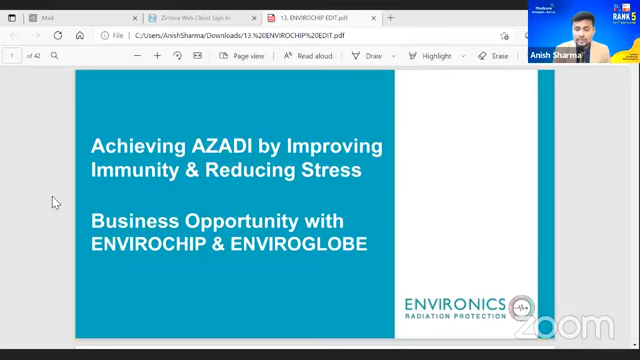 Mail
Zimbra Web Client Sign In
13. ENVIROCHIP EDIT.pdf
File
C:/Users/AnishSharma/Downloads/13.%20ENVIROCHIP%20EDIT.pdf
1
of 42
Page view
Read aloud
Draw
Highlight
Erase
Medicare
RANK 5
Anish Sharma
Achieving AZADI by Improving
Immunity & Reducing Stress
Business Opportunity with
ENVIROCHIP & ENVIROGLOBE
ENVIRONICS
RADIATION PROTECTION
zoom